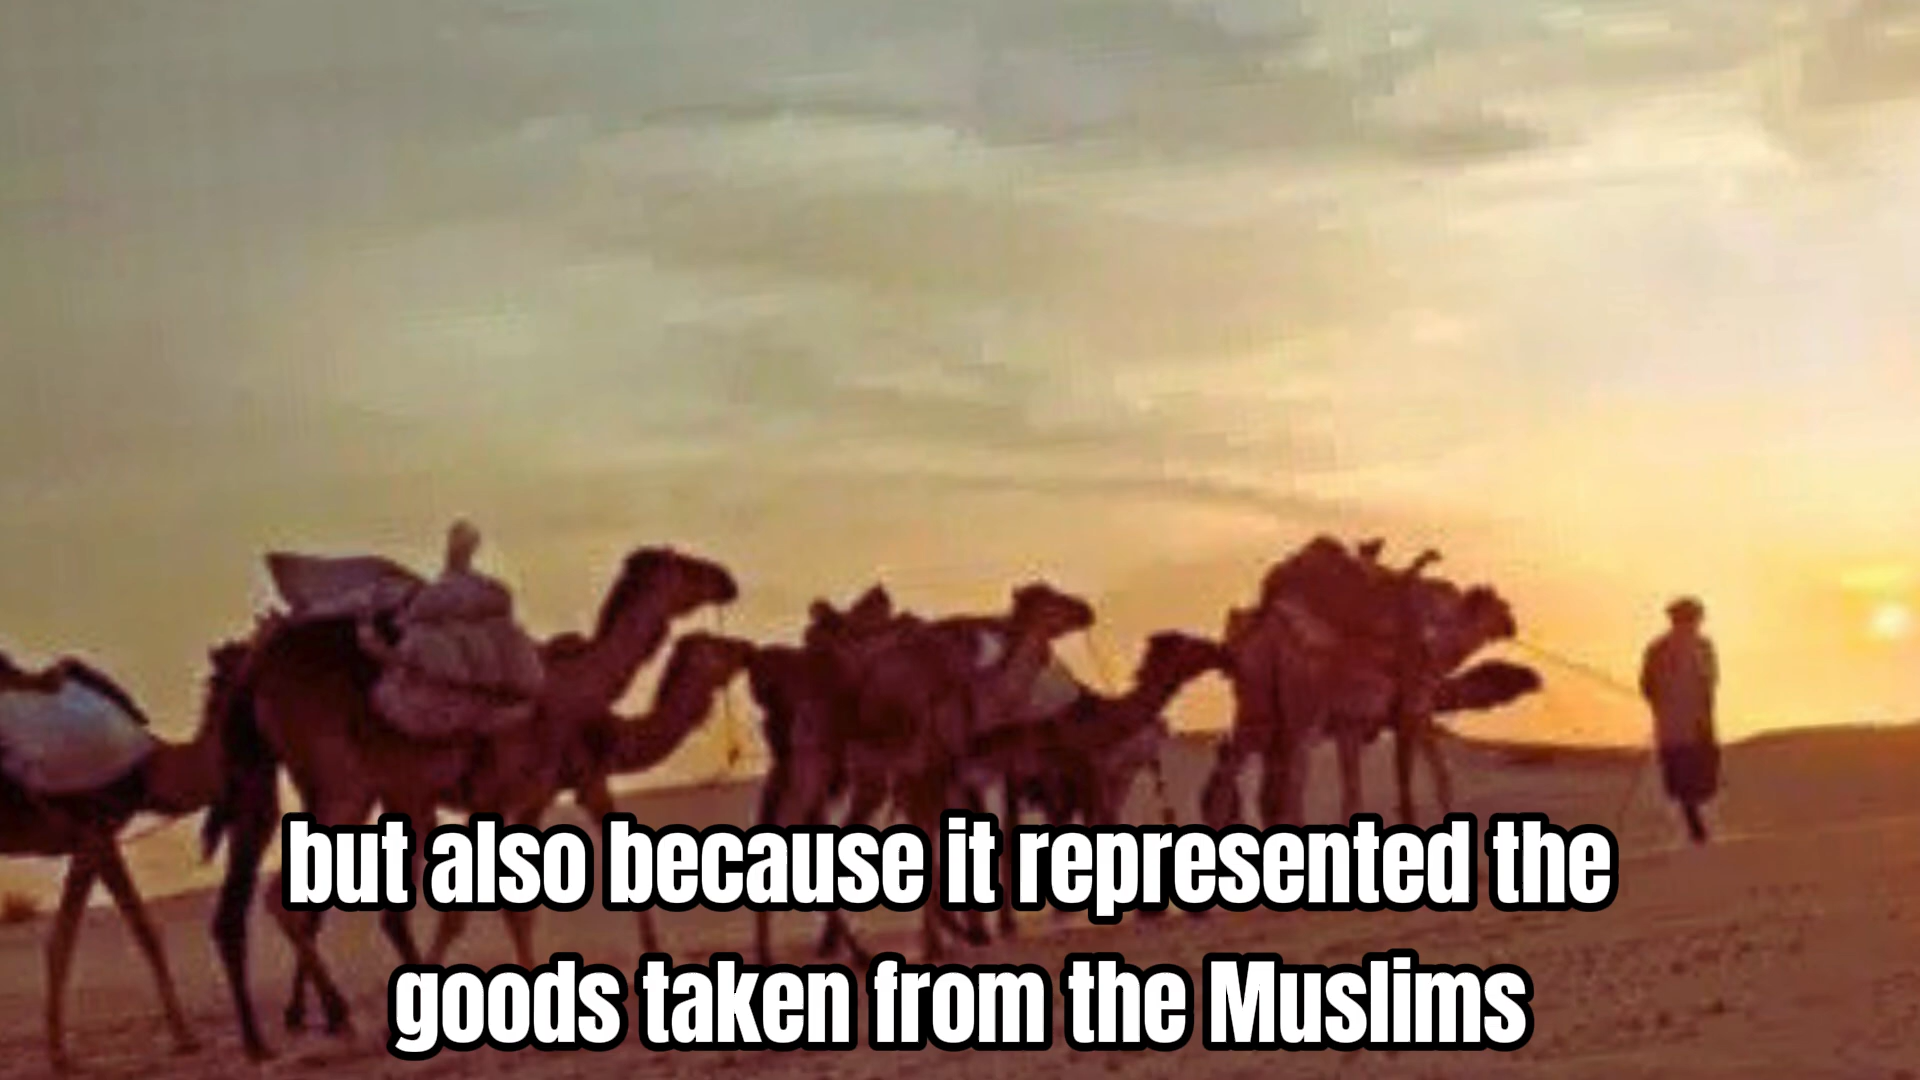 but also because it represented the
goods taken from the Muslims